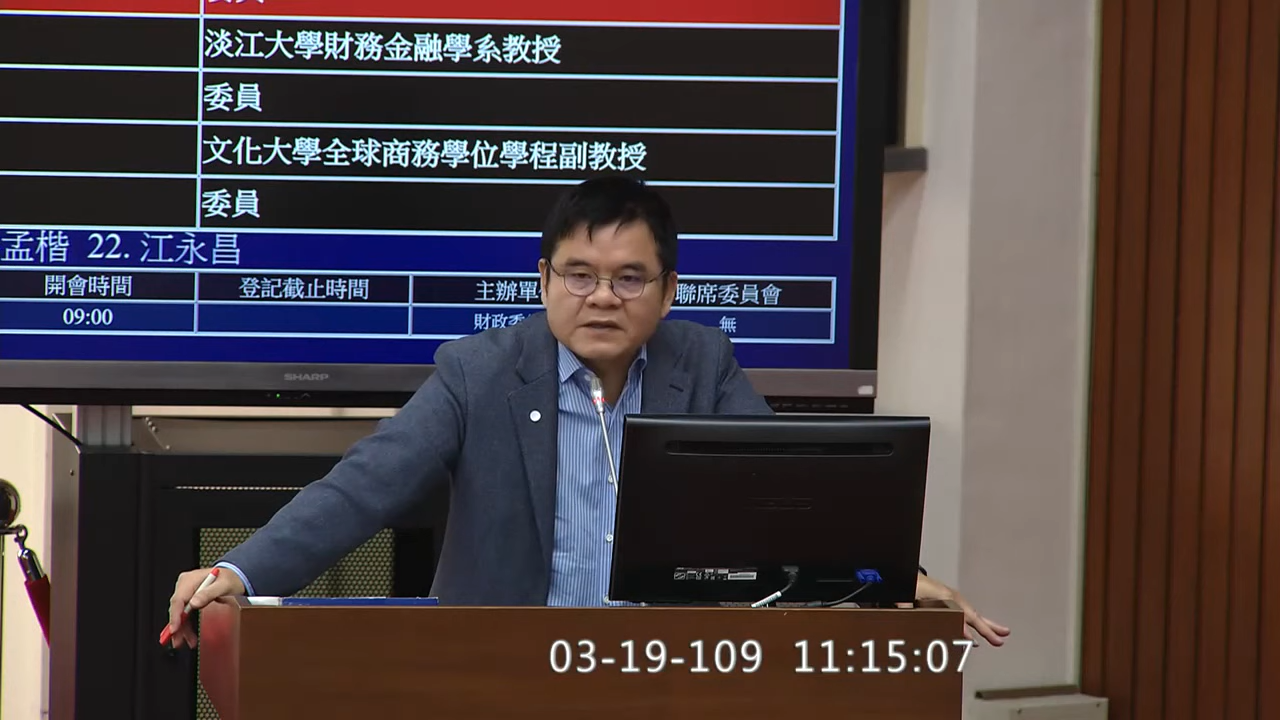 淡江大學財務金融學系教授
委員
文化大學全球商務學位學程副教授
委員
孟楷 22. 江永昌
開會時間 登記截止時間 主辦單 聯席委員會
09:00 財政委 無
SHARP
03-19-109 11:15:07